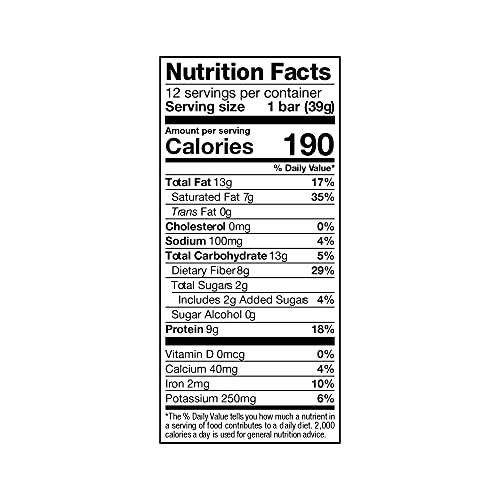 Nutrition Facts
12 servings per container
Serving size 1 bar (39g)
Amount per serving
Calories 190
% Daily Value*
Total Fat 13g 17%
Saturated Fat 7g 35%
Trans Fat 0g
Cholesterol 0mg 0%
Sodium 100mg 4%
Total Carbohydrate 13g 5%
Dietary Fiber 8g 29%
Total Sugars 2g
Includes 2g Added Sugars 4%
Sugar Alcohol 0g
Protein 9g 18%
Vitamin D 0mcg 0%
Calcium 40mg 4%
Iron 2mg 10%
Potassium 250mg 6%
*The % Daily Value tells you how much a nutrient in
a serving of food contributes to a daily diet. 2,000
calories a day is used for general nutrition advice.